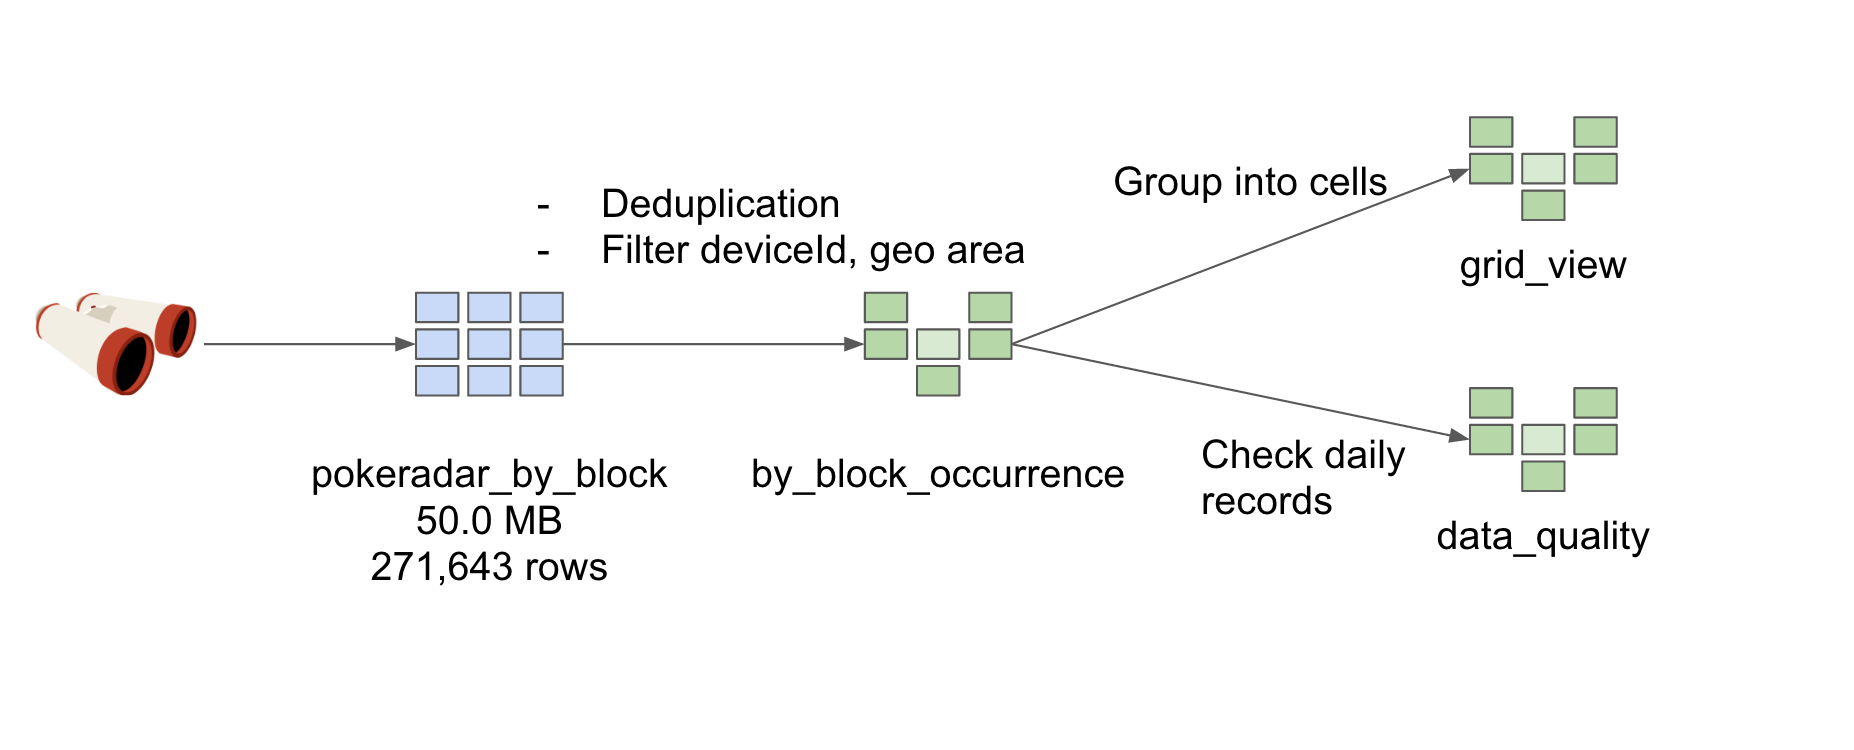 - Deduplication
- Filter deviceId, geo area
Group into cells
grid_view
pokeradar_by_block
50.0 MB
271,643 rows
by_block_occurrence
Check daily
records
data_quality